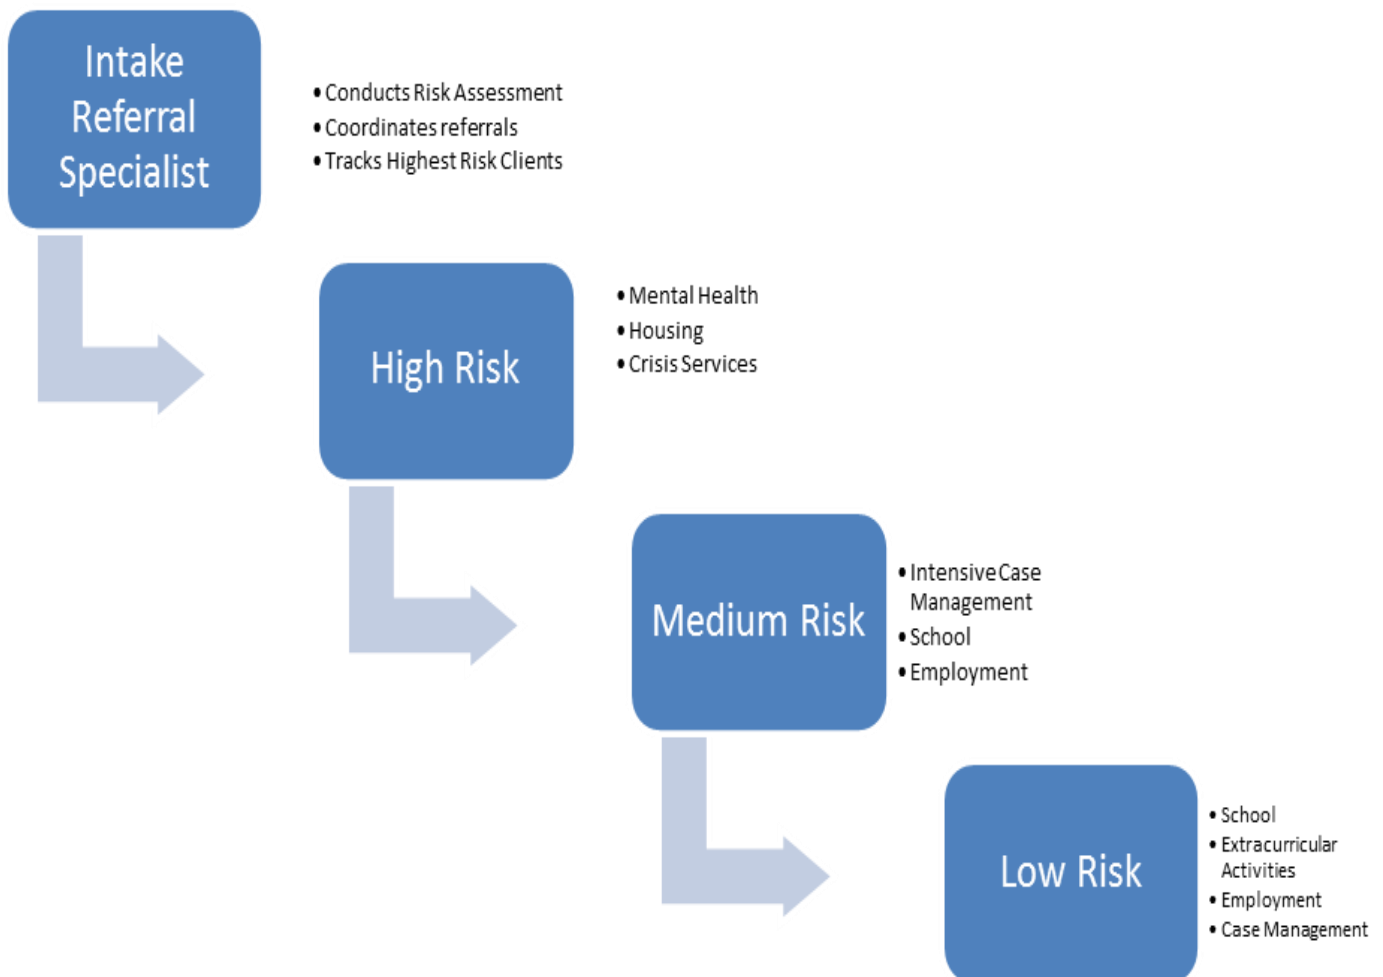 Intake
Referral
Specialist
• Conducts Risk Assessment
• Coordinates referrals
• Tracks Highest Risk Clients
High Risk
• Mental Health
• Housing
• Crisis Services
Medium Risk
• Intensive Case
Management
• School
• Employment
Low Risk
• School
• Extracurricular
Activities
• Employment
• Case Management